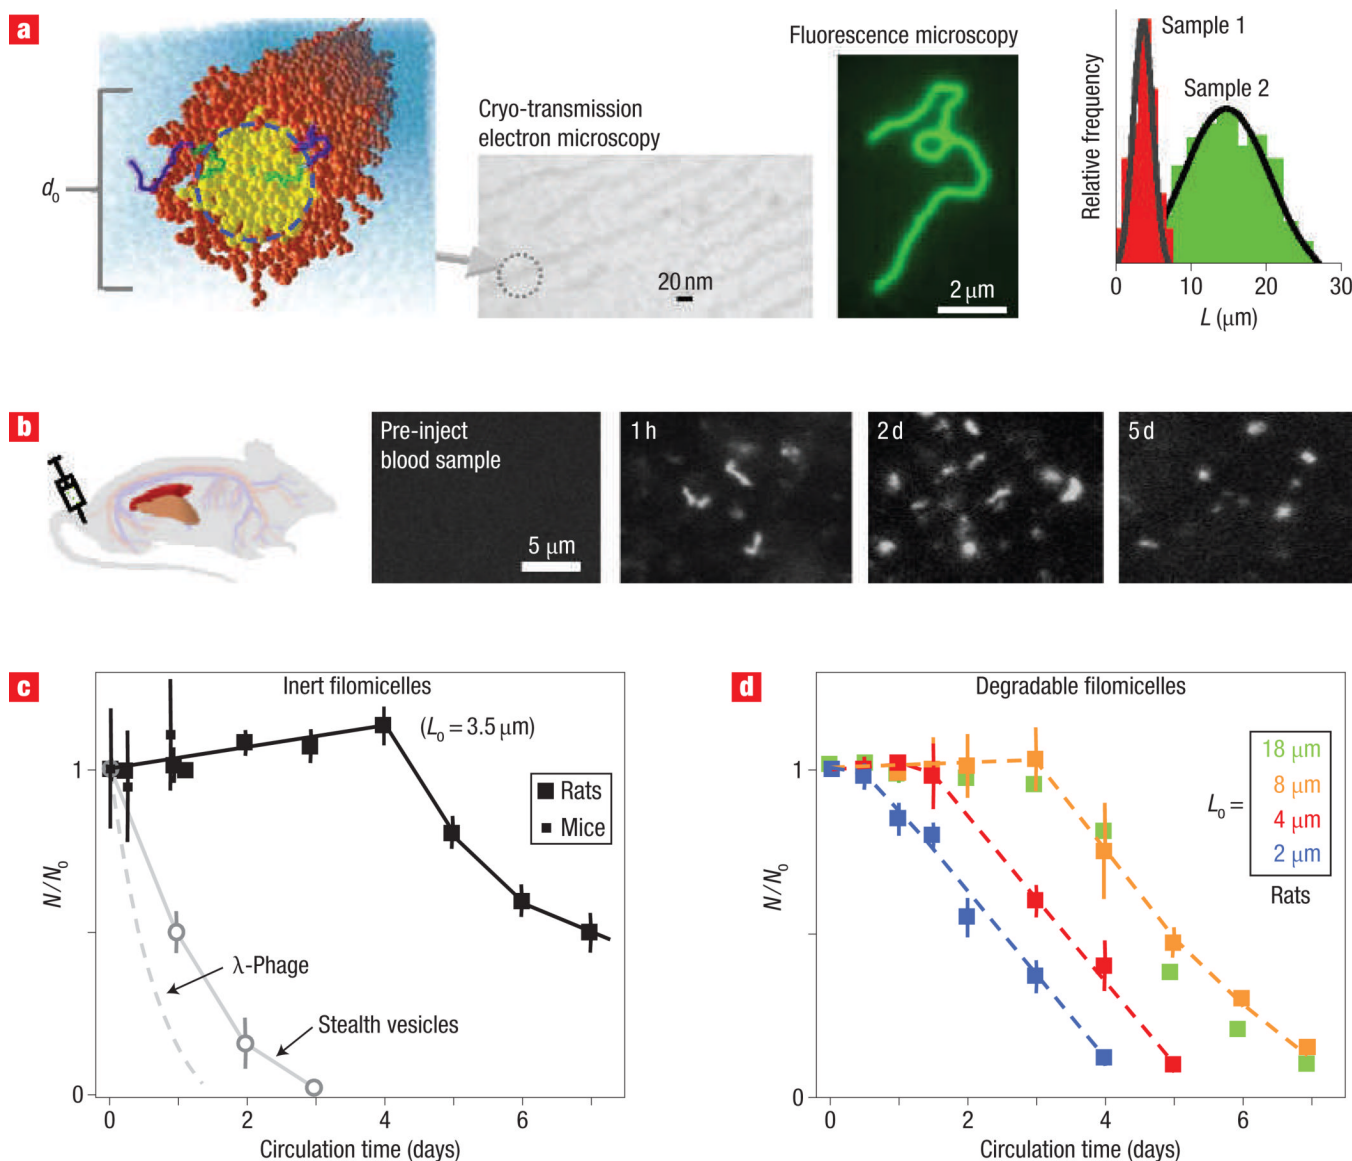 a
d₀
Cryo-transmission
electron microscopy
20 nm
Fluorescence microscopy
2 μm
Relative frequency
Sample 1
Sample 2
0
10
20
30
L (μm)
b
Pre-inject
blood sample
5 μm
1 h
2 d
5 d
c
Inert filomicelles
(L₀ = 3.5 μm)
Rats
Mice
λ-Phage
Stealth vesicles
N/N₀
1
0
0
2
4
6
Circulation time (days)
d
Degradable filomicelles
L₀ =
18 μm
8 μm
4 μm
2 μm
Rats
N/N₀
1
0
0
2
4
6
Circulation time (days)